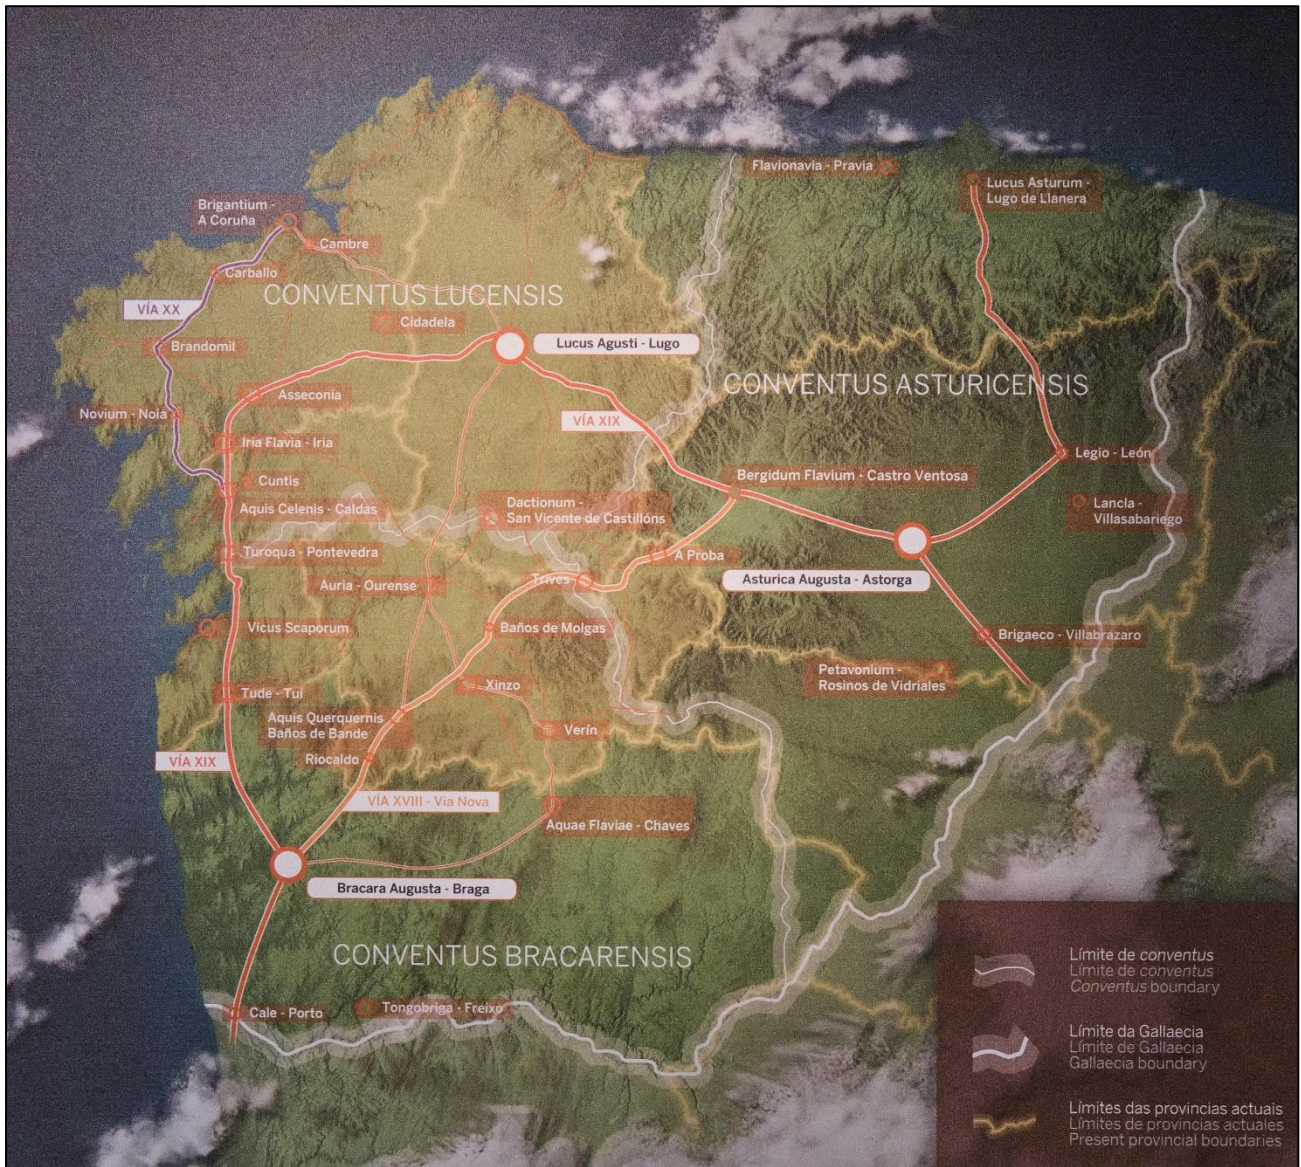 Flavionavia - Pravia
Lucus Asturum -
Lugo de Llanera
Brigantium -
A Coruña
Cambre
Carballo
CONVENTUS LUCENSIS
VÍA XX
Cidadela
Brandomil
Lucus Agusti - Lugo
CONVENTUS ASTURICENSIS
Asseconia
Novium - Noia
VÍA XIX
Iria Flavia - Iria
Legio - León
Bergidum Flavium - Castro Ventosa
Cuntis
Aquis Celenis - Caldas
Dactionum -
San Vicente de Castillóns
Lancla -
Villasabariego
Turoqua - Pontevedra
A Proba
Trives
Auria - Ourense
Asturica Augusta - Astorga
Vicus Scaporum
Baños de Molgas
Brigaeco - Villabrazaro
Petavonium -
Rosinos de Vidriales
Tude - Tui
Xinzo
Aquis Querquernis
Baños de Bande
Verín
Riocaldo
VÍA XIX
VÍA XVIII - Vía Nova
Aquae Flaviae - Chaves
Bracara Augusta - Braga
CONVENTUS BRACARENSIS
Cale - Porto
Tongobriga - Freixo
Límite de conventus
Límite de conventus
Conventus boundary
Límite da Gallaecia
Límite de Gallaecia
Gallaecia boundary
Límites das provincias actuais
Límites de provincias actuales
Present provincial boundaries